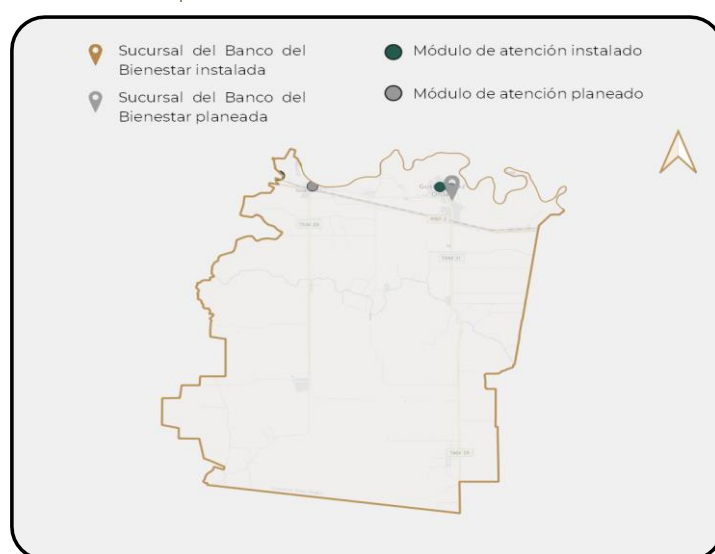 Sucursal del Banco del
Bienestar instalada
Sucursal del Banco del
Bienestar planeada
Módulo de atención instalado
Módulo de atención planeado